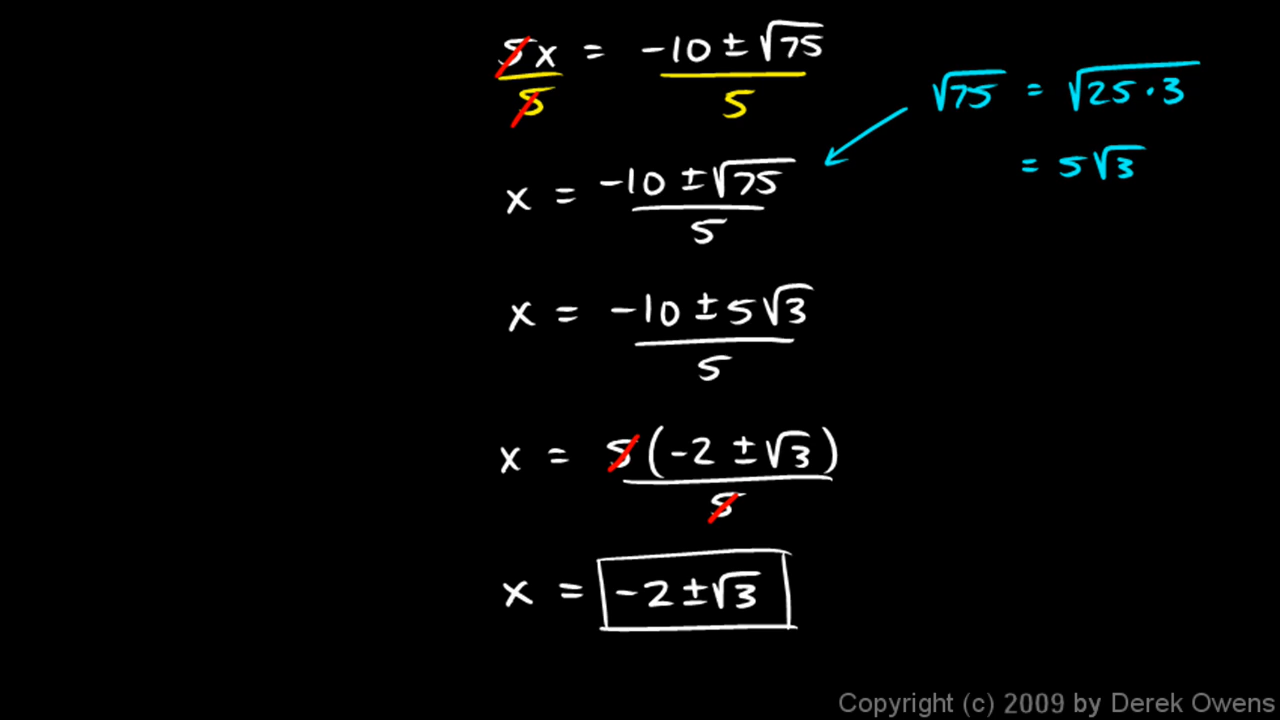 5x = -10 ± √75
5 5
√75 = √25 · 3
= 5√3
x = -10 ± √75
5
x = -10 ± 5√3
5
x = 5(-2 ± √3)
5
x = -2 ± √3
Copyright (c) 2009 by Derek Owens